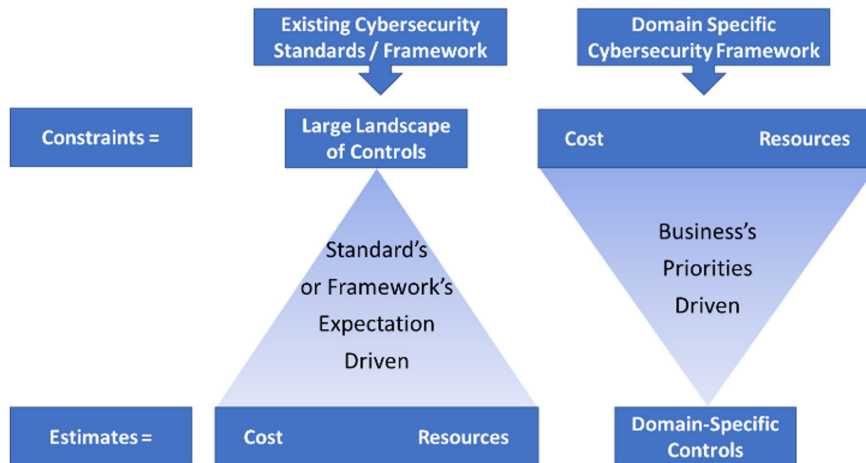 Existing Cybersecurity
Standards / Framework
Domain Specific
Cybersecurity Framework
Constraints =
Large Landscape
of Controls
Cost
Resources
Standard's
or Framework's
Expectation
Driven
Business's
Priorities
Driven
Estimates =
Cost
Resources
Domain-Specific
Controls